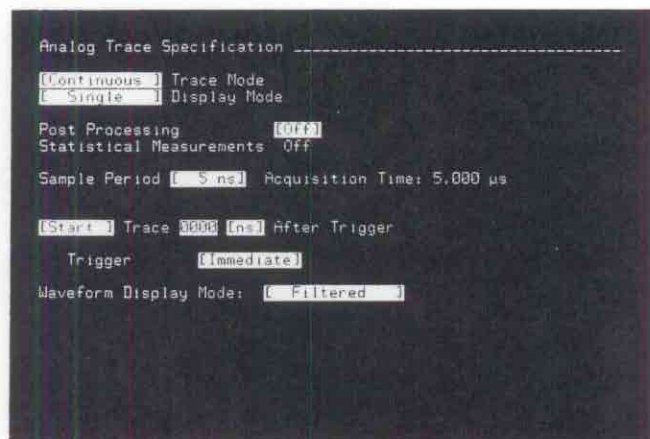 Analog Trace Specification ____________________________________
[Continuous ] Trace Mode
[ Single ] Display Mode
Post Processing [Off]
Statistical Measurements Off
Sample Period [ 5 ns] Acquisition Time: 5.000 µs
[Start ] Trace 0000 [ns] After Trigger
Trigger [Immediate]
Waveform Display Mode: [ Filtered ]